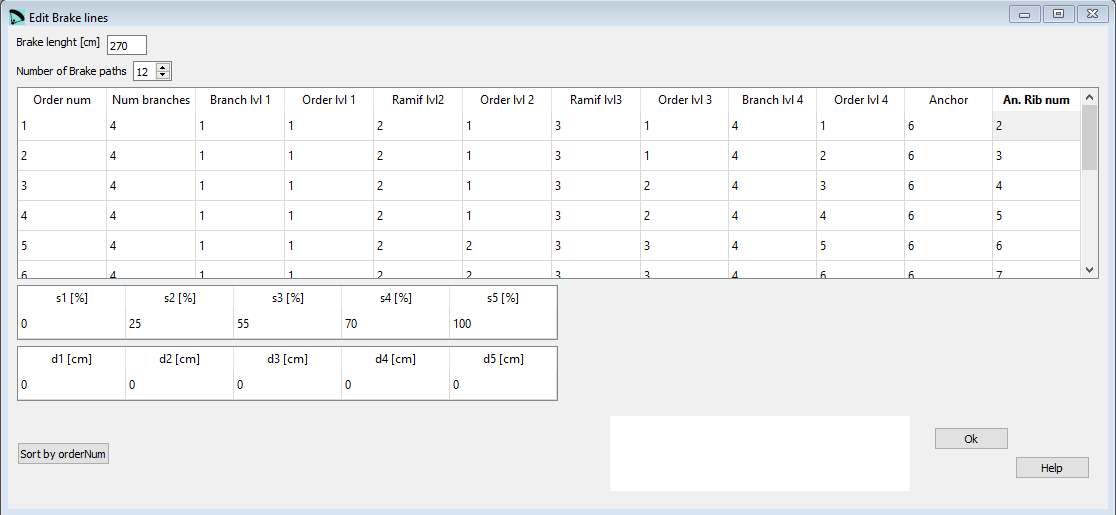 Edit Brake lines
Brake lenght [cm] 270
Number of Brake paths 12
Order num Num branches Branch lvl 1 Order lvl 1 Ramif lvl2 Order lvl 2 Ramif lvl3 Order lvl 3 Branch lvl 4 Order lvl 4 Anchor An. Rib num
1 4 1 1 2 1 3 1 4 1 6 2
2 4 1 1 2 1 3 1 4 2 6 3
3 4 1 1 2 1 3 2 4 3 6 4
4 4 1 1 2 1 3 2 4 4 6 5
5 4 1 1 2 2 3 3 4 5 6 6
6 4 1 1 2 2 3 3 4 6 6 7
s1 [%] s2 [%] s3 [%] s4 [%] s5 [%]
0 25 55 70 100
d1 [cm] d2 [cm] d3 [cm] d4 [cm] d5 [cm]
0 0 0 0 0
Sort by orderNum
Ok
Help